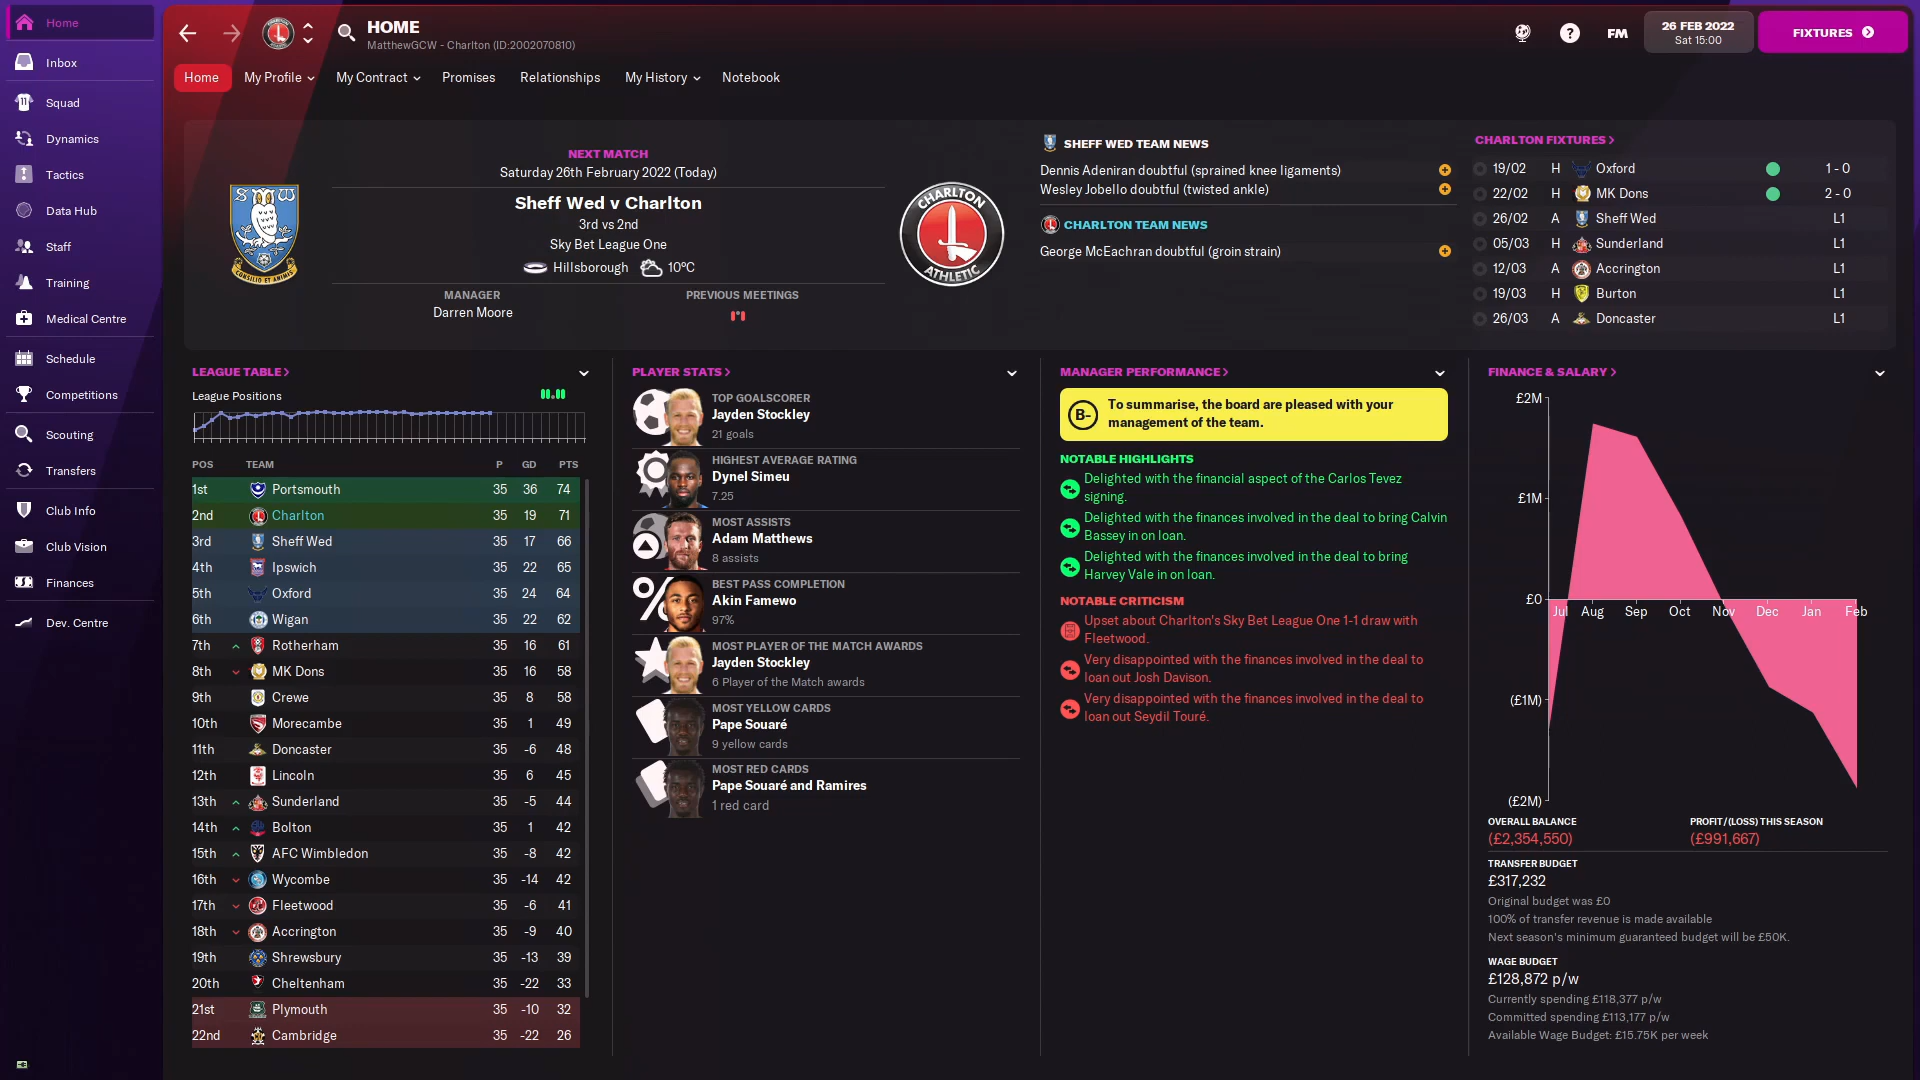 Home
Inbox
Squad
Dynamics
Tactics
Data Hub
Staff
Training
Medical Centre
Schedule
Competitions
Scouting
Transfers
Club Info
Club Vision
Finances
Dev. Centre
HOME
MatthewGCW - Charlton (ID:2002070810)
FM
26 FEB 2022
Sat 15:00
FIXTURES
Home My Profile My Contract Promises Relationships My History Notebook
NEXT MATCH
Saturday 26th February 2022 (Today)
Sheff Wed v Charlton
3rd vs 2nd
Sky Bet League One
Hillsborough 10°C
MANAGER
Darren Moore
PREVIOUS MEETINGS
CHARLTON
ATHLETIC
SHEFF WED TEAM NEWS
Dennis Adeniran doubtful (sprained knee ligaments)
Wesley Jobello doubtful (twisted ankle)
CHARLTON TEAM NEWS
George McEachran doubtful (groin strain)
CHARLTON FIXTURES >
19/02 H Oxford 1 - 0
22/02 H MK Dons 2 - 0
26/02 A Sheff Wed L1
05/03 H Sunderland L1
12/03 A Accrington L1
19/03 H Burton L1
26/03 A Doncaster L1
LEAGUE TABLE >
League Positions
POS TEAM P GD PTS
1st Portsmouth 35 36 74
2nd Charlton 35 19 71
3rd Sheff Wed 35 17 66
4th Ipswich 35 22 65
5th Oxford 35 24 64
6th Wigan 35 22 62
7th Rotherham 35 16 61
8th MK Dons 35 16 58
9th Crewe 35 8 58
10th Morecambe 35 1 49
11th Doncaster 35 -6 48
12th Lincoln 35 6 45
13th Sunderland 35 -5 44
14th Bolton 35 1 42
15th AFC Wimbledon 35 -8 42
16th Wycombe 35 -14 42
17th Fleetwood 35 -6 41
18th Accrington 35 -9 40
19th Shrewsbury 35 -13 39
20th Cheltenham 35 -22 33
21st Plymouth 35 -10 32
22nd Cambridge 35 -22 26
PLAYER STATS >
TOP GOALSCORER
Jayden Stockley
21 goals
HIGHEST AVERAGE RATING
Dynel Simeu
7.25
MOST ASSISTS
Adam Matthews
8 assists
BEST PASS COMPLETION
Akin Famewo
97%
MOST PLAYER OF THE MATCH AWARDS
Jayden Stockley
6 Player of the Match awards
MOST YELLOW CARDS
Pape Souaré
9 yellow cards
MOST RED CARDS
Pape Souaré and Ramires
1 red card
MANAGER PERFORMANCE >
B-
To summarise, the board are pleased with your
management of the team.
NOTABLE HIGHLIGHTS
Delighted with the financial aspect of the Carlos Tevez
signing.
Delighted with the finances involved in the deal to bring Calvin
Bassey in on loan.
Delighted with the finances involved in the deal to bring
Harvey Vale in on loan.
NOTABLE CRITICISM
Upset about Charlton's Sky Bet League One 1-1 draw with
Fleetwood.
Very disappointed with the finances involved in the deal to
loan out Josh Davison.
Very disappointed with the finances involved in the deal to
loan out Seydil Touré.
FINANCE & SALARY >
£2M
£1M
£0
(£1M)
(£2M)
Jul Aug Sep Oct Nov Dec Jan Feb
OVERALL BALANCE
(£2,354,550)
PROFIT/(LOSS) THIS SEASON
(£991,667)
TRANSFER BUDGET
£317,232
Original budget was £0
100% of transfer revenue is made available
Next season's minimum guaranteed budget will be £50K.
WAGE BUDGET
£128,872 p/w
Currently spending £118,377 p/w
Committed spending £113,177 p/w
Available Wage Budget: £15.75K per week